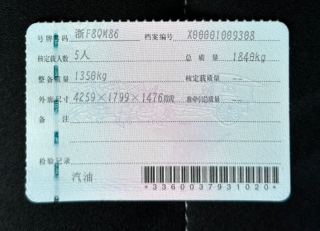 号牌号码 浙F8QM86 档案编号 X00001009308
核定载人数 5人 总质量 1840kg
整备质量 1350kg 核定载质量 --
外廓尺寸 4259×1799×1476mm 准牵引总质量 --
备注
检验记录
汽油
*3360037931020*